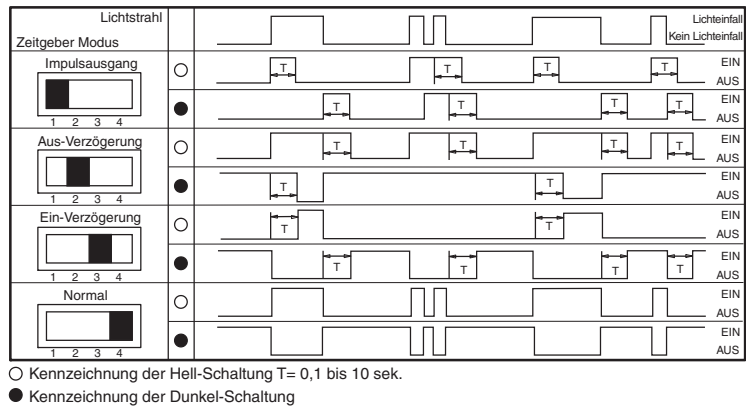 Lichtstrahl
Zeitgeber Modus
Lichteinfall
Kein Lichteinfall
Impulsausgang
1 2 3 4
T T T T
EIN
AUS
T T T T
EIN
AUS
Aus-Verzögerung
1 2 3 4
T T T T
EIN
AUS
T T
EIN
AUS
Ein-Verzögerung
1 2 3 4
T T
EIN
AUS
T T T T
EIN
AUS
Normal
1 2 3 4
EIN
AUS
EIN
AUS
Kennzeichnung der Hell-Schaltung T= 0,1 bis 10 sek.
Kennzeichnung der Dunkel-Schaltung